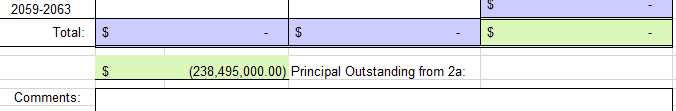 2059-2063 $ -
Total: $ - $ - $ -
$ (238,495,000.00) Principal Outstanding from 2a:
Comments: